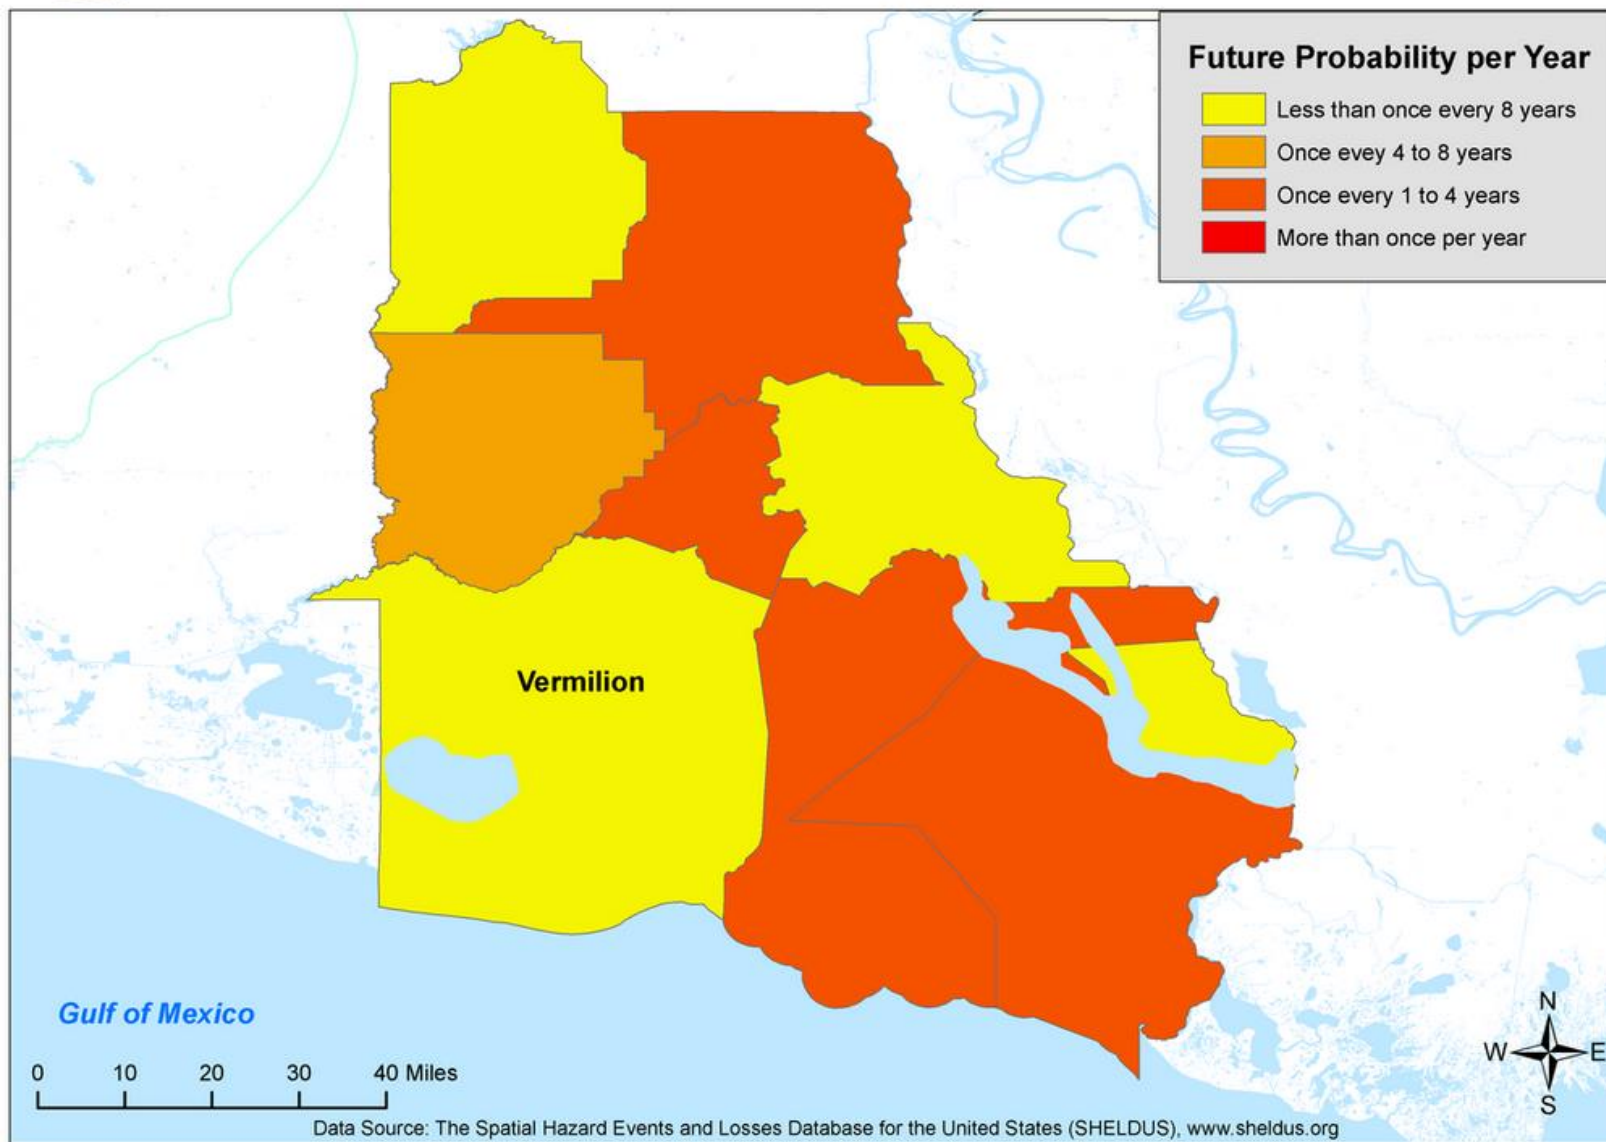 Future Probability per Year
Less than once every 8 years
Once evey 4 to 8 years
Once every 1 to 4 years
More than once per year
Vermilion
Gulf of Mexico
0 10 20 30 40 Miles
N
W E
S
Data Source: The Spatial Hazard Events and Losses Database for the United States (SHELDUS), www.sheldus.org